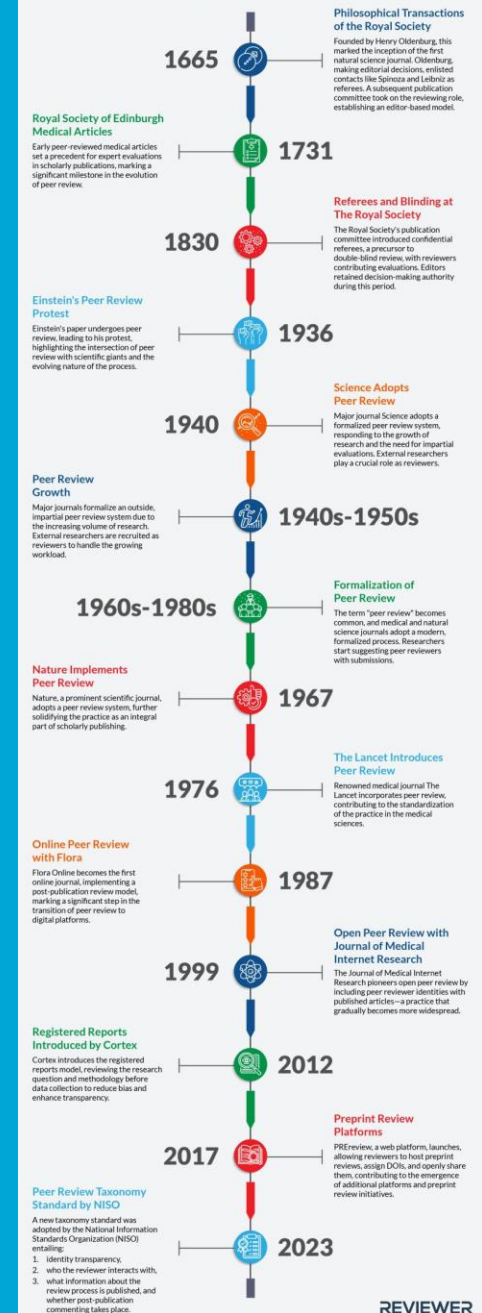 Philosophical Transactions
of the Royal Society
1665
Founded by Henry Oldenburg, this
marked the inception of the first
natural science journal. Oldenburg,
making editorial decisions, enlisted
contacts like Spinoza and Leibniz as
referees. A subsequent publication
committee took on the reviewing role,
establishing an editor-based model.
Royal Society of Edinburgh
Medical Articles
1731
Early peer-reviewed medical articles
set a precedent for expert evaluations
in scholarly publications, marking a
significant milestone in the evolution
of peer review.
Referees and Blinding at
The Royal Society
1830
The Royal Society's publication
committee introduced confidential
referees, a precursor to
double-blind review, with reviewers
contributing evaluations. Editors
retained decision-making authority
during this period.
Einstein's Peer Review
Protest
1936
Einstein's paper undergoes peer
review, leading to his protest,
highlighting the intersection of peer
review with scientific giants and the
evolving nature of the process.
Science Adopts
Peer Review
1940
Major journal Science adopts a
formalized peer review system,
responding to the growth of
research and the need for impartial
evaluations. External researchers
play a crucial role as reviewers.
Peer Review
Growth
1940s-1950s
Major journals formalize an outside,
impartial peer review system due to
the increasing volume of research.
External researchers are recruited as
reviewers to handle the growing
workload.
Formalization of
Peer Review
1960s-1980s
The term "peer review" becomes
common, and medical and natural
science journals adopt a modern,
formalized process. Researchers
start suggesting peer reviewers
with submissions.
Nature Implements
Peer Review
1967
Nature, a prominent scientific journal,
adopts a peer review system, further
solidifying the practice as an integral
part of scholarly publishing.
The Lancet Introduces
Peer Review
1976
Renowned medical journal The
Lancet incorporates peer review,
contributing to the standardization
of the practice in the medical
sciences.
Online Peer Review
with Flora
1987
Flora Online becomes the first
online journal, implementing a
post-publication review model,
marking a significant step in the
transition of peer review to
digital platforms.
Open Peer Review with
Journal of Medical
Internet Research
1999
The Journal of Medical Internet
Research pioneers open peer review by
including peer reviewer identities with
published articles—a practice that
gradually becomes more widespread.
Registered Reports
Introduced by Cortex
2012
Cortex introduces the registered
reports model, reviewing the research
question and methodology before
data collection to reduce bias and
enhance transparency.
Preprint Review
Platforms
2017
PREreview, a web platform, launches,
allowing reviewers to host preprint
reviews, assign DOIs, and openly share
them, contributing to the emergence
of additional platforms and preprint
review initiatives.
Peer Review Taxonomy
Standard by NISO
2023
A new taxonomy standard was
adopted by the National Information
Standards Organization (NISO)
entailing:
1. identity transparency,
2. who the reviewer interacts with,
3. what information about the
review process is published, and
whether post-publication
commenting takes place.
REVIEWER